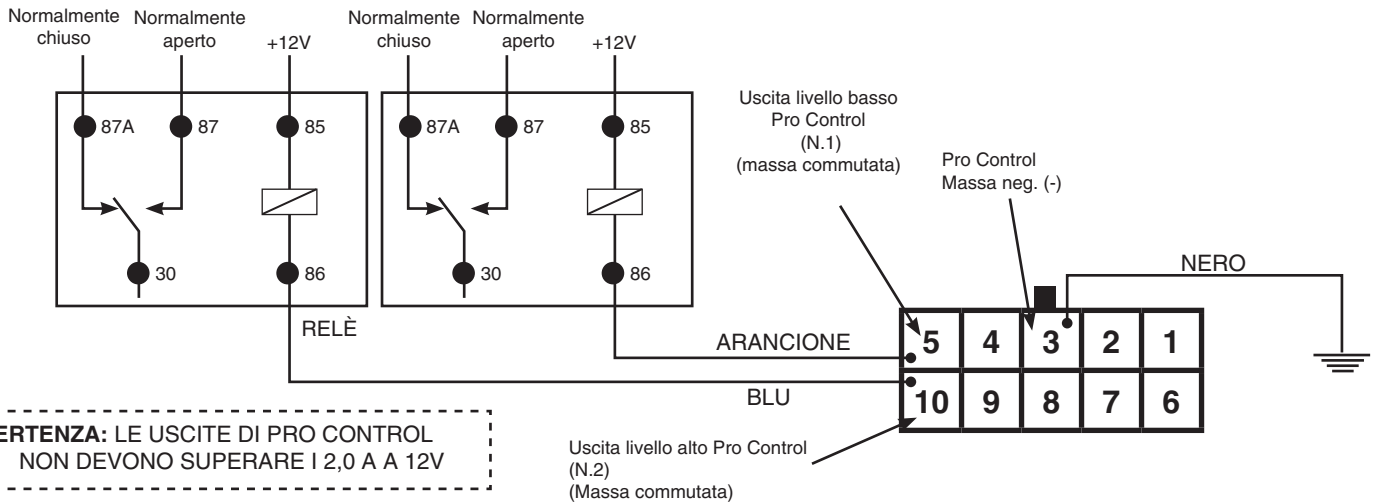 Normalmente
chiuso
Normalmente
aperto
+12V
Normalmente
chiuso
Normalmente
aperto
+12V
87A
87
85
30
86
87A
87
85
30
86
RELÈ
Uscita livello basso
Pro Control
(N.1)
(massa commutata)
Pro Control
Massa neg. (-)
NERO
ARANCIONE
BLU
5 4 3 2 1
10 9 8 7 6
ERTENZA: LE USCITE DI PRO CONTROL
NON DEVONO SUPERARE I 2,0 A A 12V
Uscita livello alto Pro Control
(N.2)
(Massa commutata)